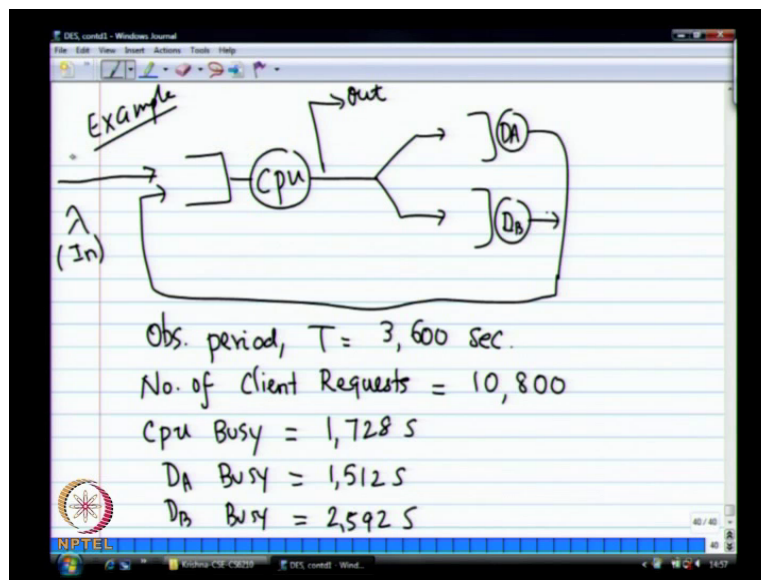 DES, contd1 - Windows Journal
File Edit View Insert Actions Tools Help
Example
out
λ
(In)
Cpu
DA
DB
Obs. period, T = 3,600 sec.
No. of Client Requests = 10,800
Cpu Busy = 1,728 S
DA Busy = 1,512 S
DB Busy = 2,592 S
NPTEL
40 / 40
40
Krishna-CSE-CS6210
DES, contd1 - Wind...
14:57